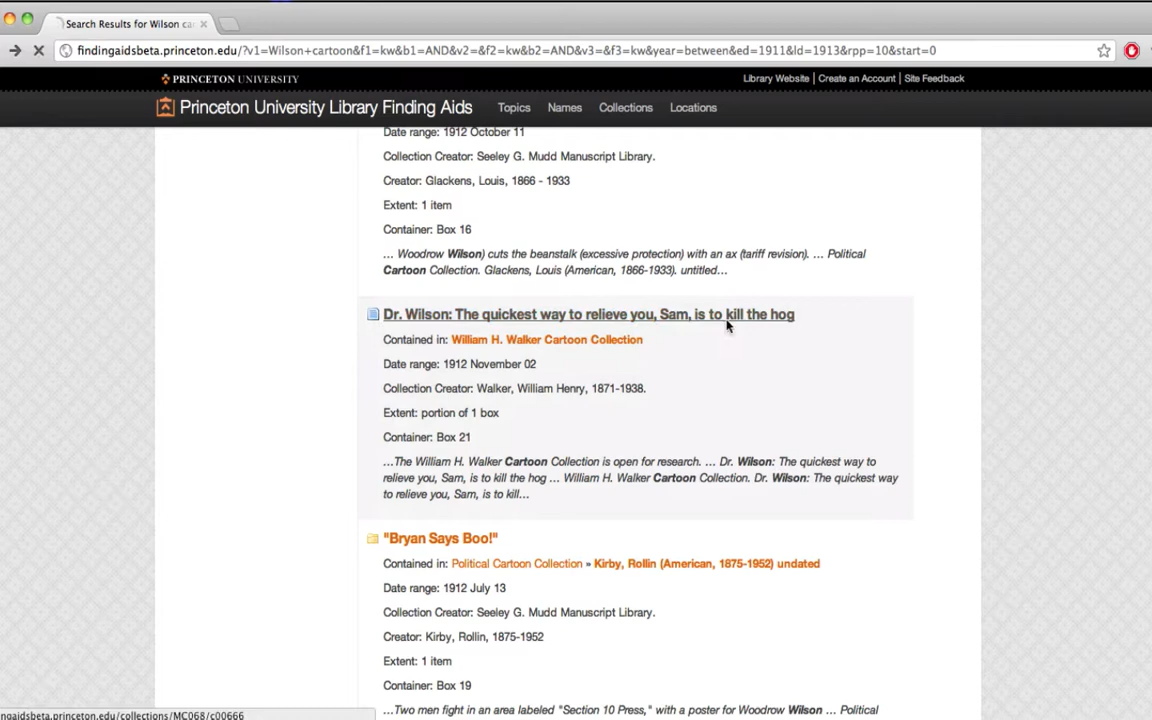 Search Results for Wilson ca
findingaidsbeta.princeton.edu/?v1=Wilson+cartoon&f1=kw&b1=AND&v2=&f2=kw&b2=AND&v3=&f3=kw&year=between&ed=1911&ld=1913&rpp=10&start=0
PRINCETON UNIVERSITY
Library Website | Create an Account | Site Feedback
Princeton University Library Finding Aids Topics Names Collections Locations
Date range: 1912 October 11
Collection Creator: Seeley G. Mudd Manuscript Library.
Creator: Glackens, Louis, 1866 - 1933
Extent: 1 item
Container: Box 16
... Woodrow Wilson) cuts the beanstalk (excessive protection) with an ax (tariff revision). ... Political
Cartoon Collection. Glackens, Louis (American, 1866-1933). untitled...
Dr. Wilson: The quickest way to relieve you, Sam, is to kill the hog
Contained in: William H. Walker Cartoon Collection
Date range: 1912 November 02
Collection Creator: Walker, William Henry, 1871-1938.
Extent: portion of 1 box
Container: Box 21
...The William H. Walker Cartoon Collection is open for research. ... Dr. Wilson: The quickest way to
relieve you, Sam, is to kill the hog ... William H. Walker Cartoon Collection. Dr. Wilson: The quickest way
to relieve you, Sam, is to kill...
"Bryan Says Boo!"
Contained in: Political Cartoon Collection » Kirby, Rollin (American, 1875-1952) undated
Date range: 1912 July 13
Collection Creator: Seeley G. Mudd Manuscript Library.
Creator: Kirby, Rollin, 1875-1952
Extent: 1 item
Container: Box 19
...Two men fight in an area labeled "Section 10 Press," with a poster for Woodrow Wilson ... Political
ngaidsbeta.princeton.edu/collections/MC068/c00666